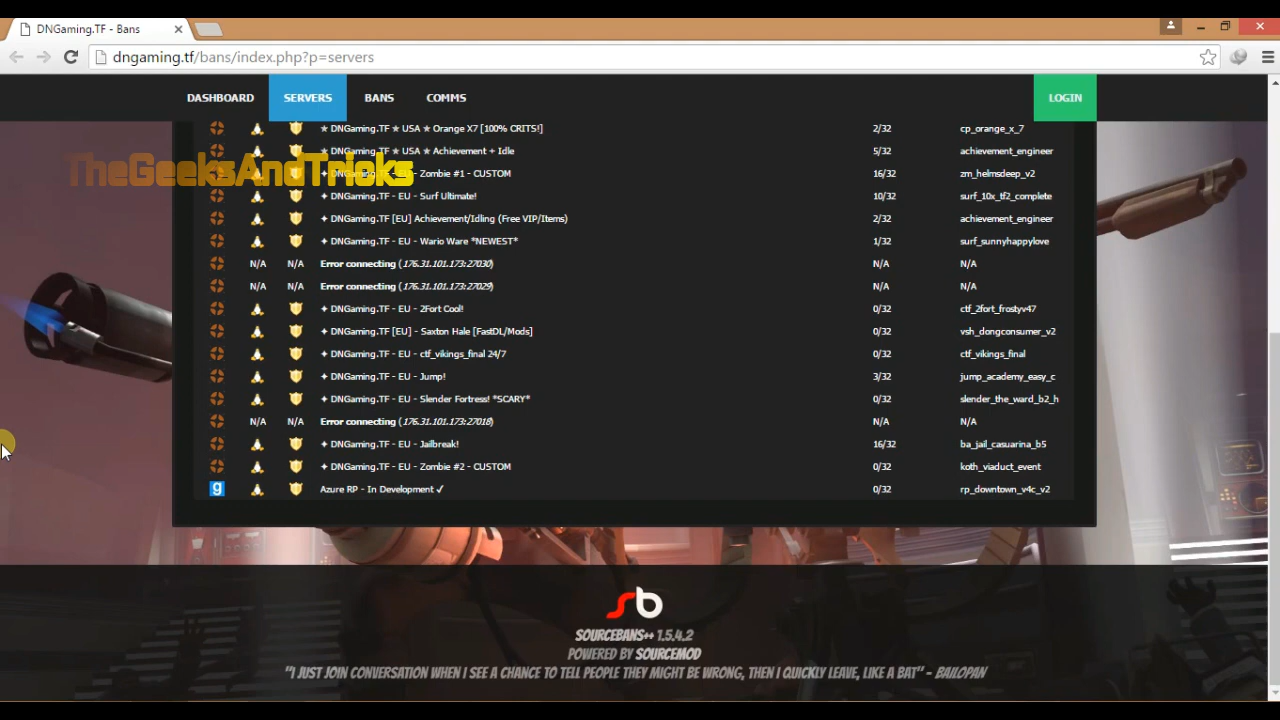 DNGaming.TF - Bans
dngaming.tf/bans/index.php?p=servers
DASHBOARD SERVERS BANS COMMS LOGIN
★ DNGaming.TF ★ USA ★ Orange X7 [100% CRITS!] 2/32 cp_orange_x_7
★ DNGaming.TF ★ USA ★ Achievement + Idle 5/32 achievement_engineer
TheGeeksAndTricks
✦ DNGaming.TF - EU - Zombie #1 - CUSTOM 16/32 zm_helmsdeep_v2
✦ DNGaming.TF - EU - Surf Ultimate! 10/32 surf_10x_tf2_complete
✦ DNGaming.TF [EU] Achievement/Idling (Free VIP/Items) 2/32 achievement_engineer
✦ DNGaming.TF - EU - Wario Ware *NEWEST* 1/32 surf_sunnyhappylove
N/A N/A Error connecting (176.31.101.173:27030) N/A N/A
N/A N/A Error connecting (176.31.101.173:27029) N/A N/A
✦ DNGaming.TF - EU - 2Fort Cool! 0/32 ctf_2fort_frostyv47
✦ DNGaming.TF [EU] - Saxton Hale [FastDL/Mods] 0/32 vsh_dongconsumer_v2
✦ DNGaming.TF - EU - ctf_vikings_final 24/7 0/32 ctf_vikings_final
✦ DNGaming.TF - EU - Jump! 3/32 jump_academy_easy_c
✦ DNGaming.TF - EU - Slender Fortress! *SCARY* 0/32 slender_the_ward_b2_h
N/A N/A Error connecting (176.31.101.173:27018) N/A N/A
✦ DNGaming.TF - EU - Jailbreak! 16/32 ba_jail_casuarina_b5
✦ DNGaming.TF - EU - Zombie #2 - CUSTOM 0/32 koth_viaduct_event
g Azure RP - In Development ✓ 0/32 rp_downtown_v4c_v2
sb
SOURCEBANS++ 1.5.4.2
POWERED BY SOURCEMOD
"I JUST JOIN CONVERSATION WHEN I SEE A CHANCE TO TELL PEOPLE THEY MIGHT BE WRONG, THEN I QUICKLY LEAVE, LIKE A BAT" - BAILOPAN